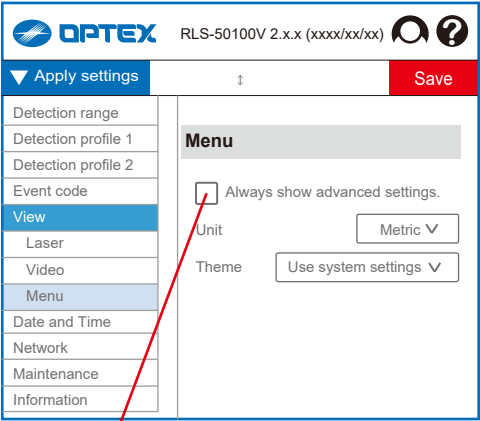 OPTEX RLS-50100V 2.x.x (xxxx/xx/xx) ?
Apply settings Save
Detection range
Detection profile 1
Detection profile 2
Event code
View
Laser
Video
Menu
Date and Time
Network
Maintenance
Information
Menu
Always show advanced settings.
Unit Metric
Theme Use system settings